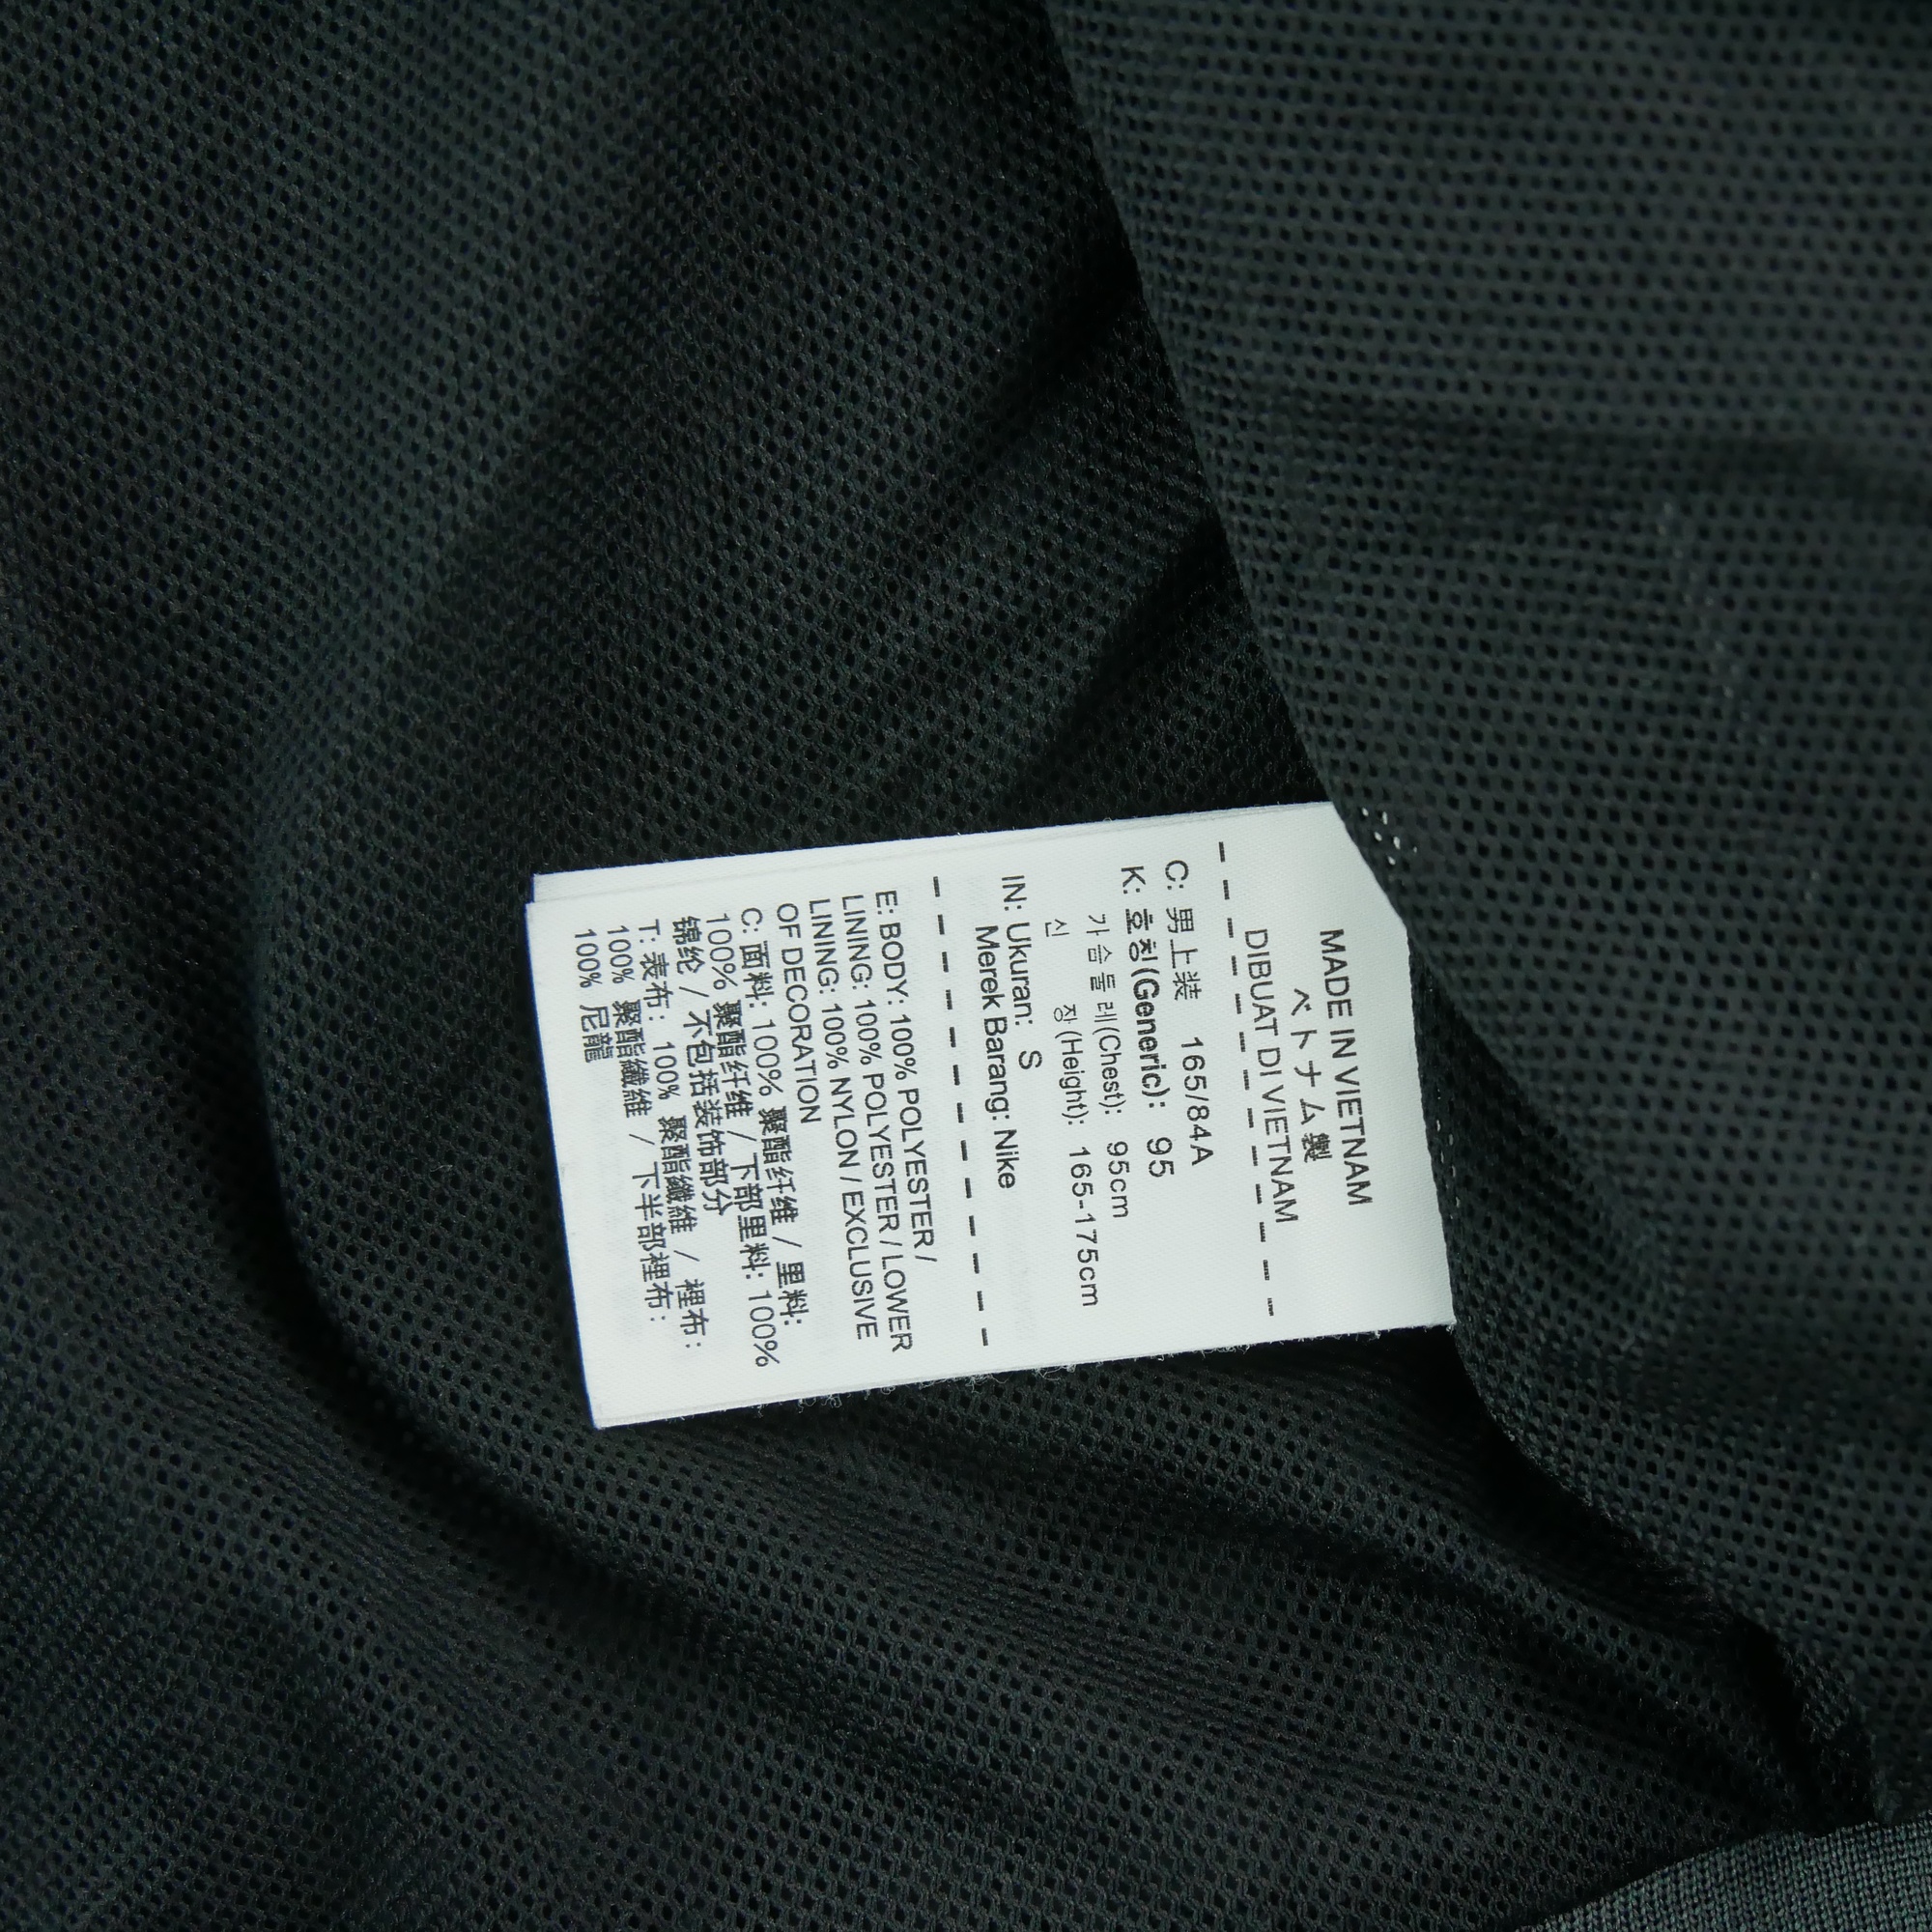 MADE IN VIETNAM
ベトナム製
DIBUAT DI VIETNAM
C: 男上装 165/84A
K: 호칭(Generic): 95
가슴둘레(Chest): 95cm
신 장(Height): 165-175cm
IN: Ukuran: S
Merek Barang: Nike
E: BODY: 100% POLYESTER /
LINING: 100% POLYESTER / LOWER
LINING: 100% NYLON / EXCLUSIVE
OF DECORATION
C: 面料: 100% 聚酯纤维 / 里料:
100% 聚酯纤维 / 下部里料: 100%
锦纶 / 不包括装饰部分
T: 表布: 100% 聚酯纖維 / 裡布:
100% 聚酯纖維 / 下半部裡布:
100% 尼龍